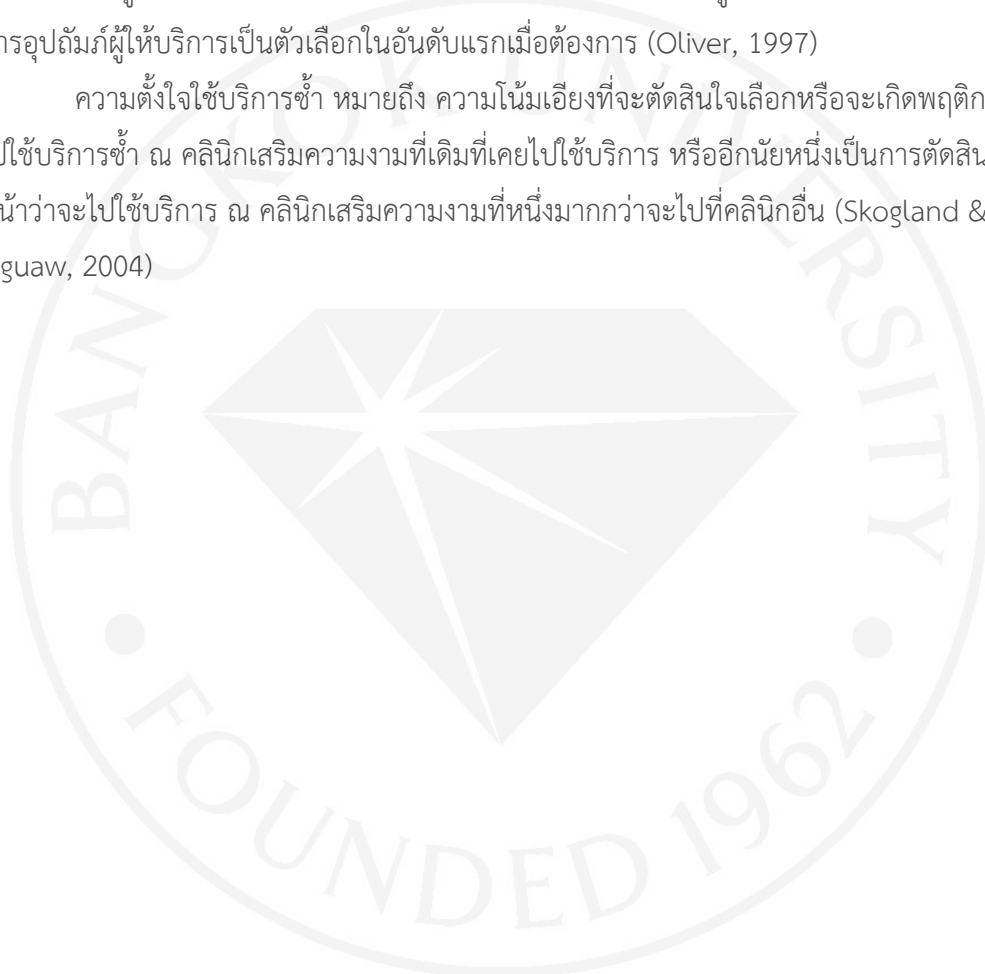 ารอุปถัมภ์ผู้ให้บริการเป็นตัวเลือกในอันดับแรกเมื่อต้องการ (Oliver, 1997)
ความตั้งใจใช้บริการซ้ำ หมายถึง ความโน้มเอียงที่จะตัดสินใจเลือกหรือจะเกิดพฤติก
ปใช้บริการซ้ำ ณ คลินิกเสริมความงามที่เดิมที่เคยไปใช้บริการ หรืออีกนัยหนึ่งเป็นการตัดสิน
น้าว่าจะไปใช้บริการ ณ คลินิกเสริมความงามที่หนึ่งมากกว่าจะไปที่คลินิกอื่น (Skogland &
guaw, 2004)
BANGKOK UNIVERSITY
FOUNDED 1962